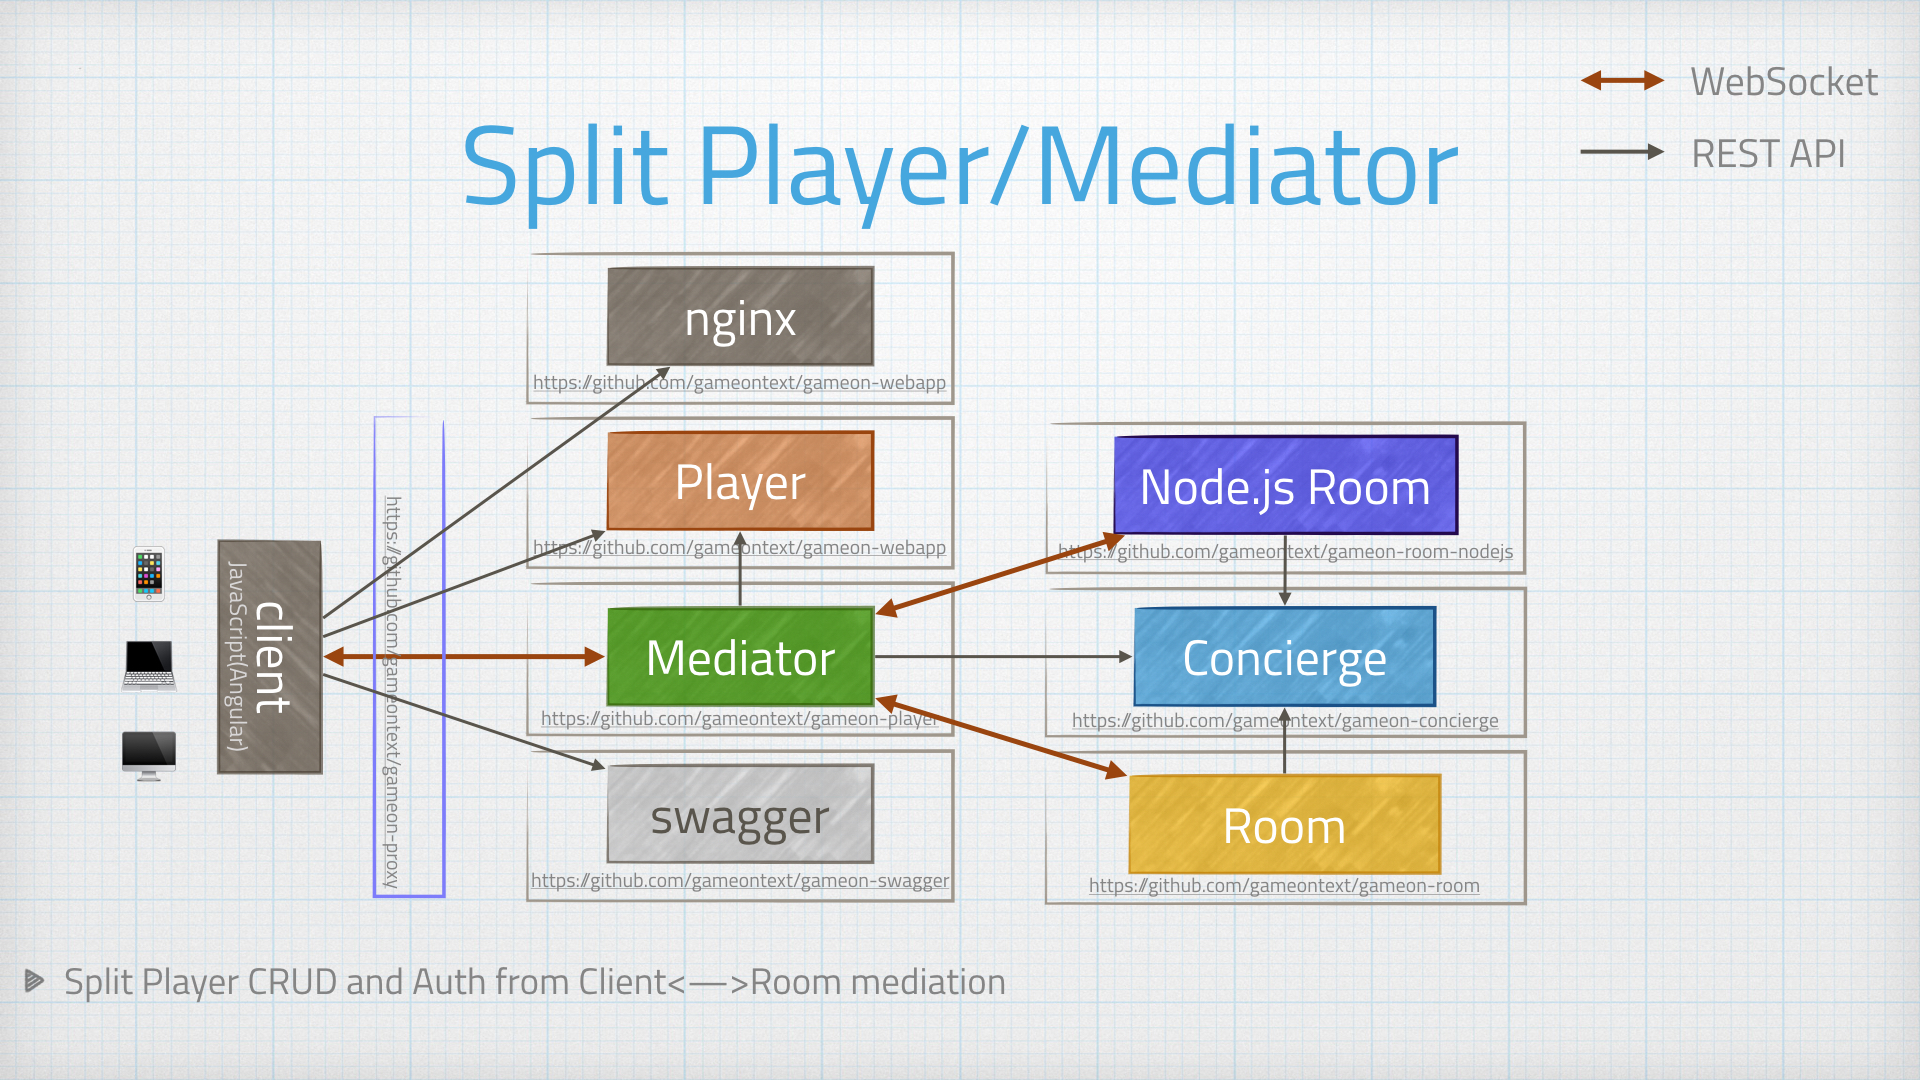 WebSocket
REST API
Split Player/Mediator
nginx
https://github.com/gameontext/gameon-webapp
Player
https://github.com/gameontext/gameon-webapp
Node.js Room
https://github.com/gameontext/gameon-room-nodejs
client
JavaScript(Angular)
https://github.com/gameontext/gameon-proxy
Mediator
https://github.com/gameontext/gameon-player
Concierge
https://github.com/gameontext/gameon-concierge
swagger
https://github.com/gameontext/gameon-swagger
Room
https://github.com/gameontext/gameon-room
Split Player CRUD and Auth from Client<—>Room mediation